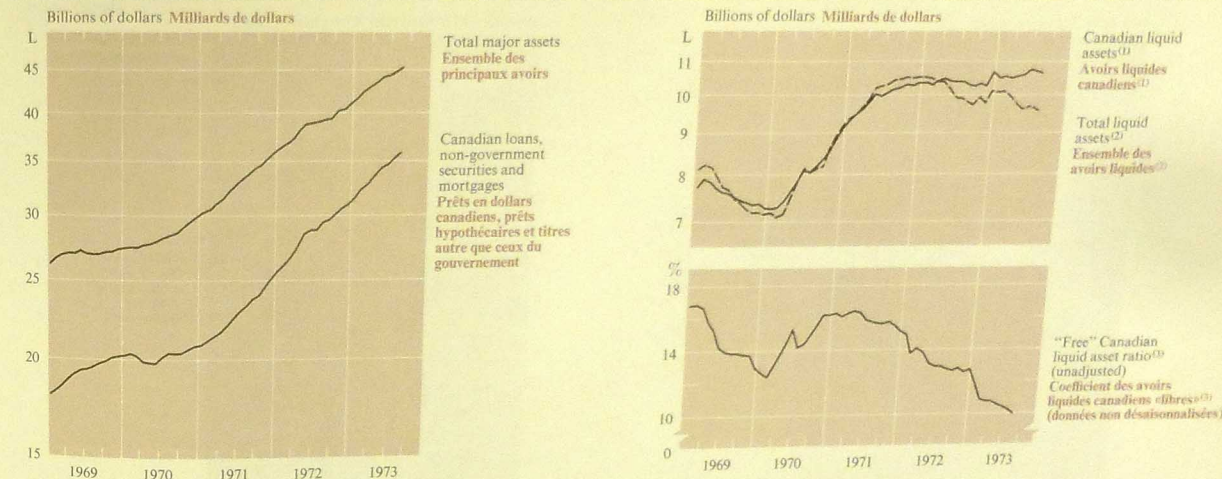 Billions of dollars Milliards de dollars
L
45
40
35
30
25
20
15
1969 1970 1971 1972 1973
Total major assets
Ensemble des
principaux avoirs
Canadian loans,
non-government
securities and
mortgages
Prêts en dollars
canadiens, prêts
hypothécaires et titres
autre que ceux du
gouvernement
Billions of dollars Milliards de dollars
L
11
10
9
8
7
Canadian liquid
assets(1)
Avoirs liquides
canadiens(1)
Total liquid
assets(2)
Ensemble des
avoirs liquides(2)
%
18
14
10
0
1969 1970 1971 1972 1973
"Free" Canadian
liquid asset ratio(3)
(unadjusted)
Coefficient des avoirs
liquides canadiens «libres»(3)
(données non désaisonnalisées)